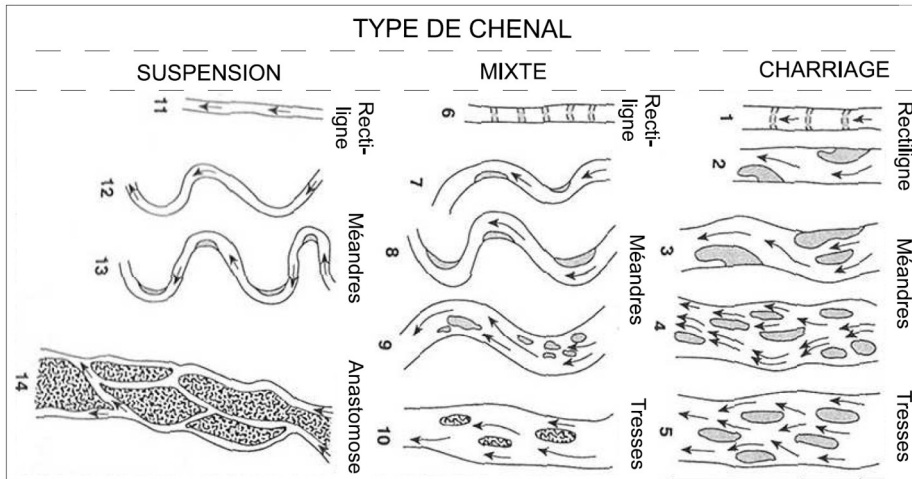 TYPE DE CHENAL
SUSPENSION
MIXTE
CHARRIAGE
11
Recti-
ligne
12
Méandres
13
14
Anastomose
6
Recti-
ligne
7
8
Méandres
9
10
Tresses
1
Rectiligne
2
3
Méandres
4
5
Tresses